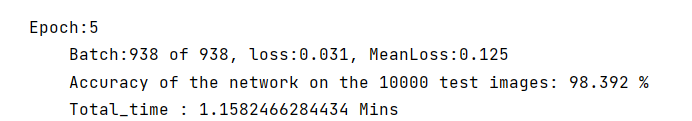 Epoch:5
Batch:938 of 938, loss:0.031, MeanLoss:0.125
Accuracy of the network on the 10000 test images: 98.392 %
Total_time : 1.1582466284434 Mins